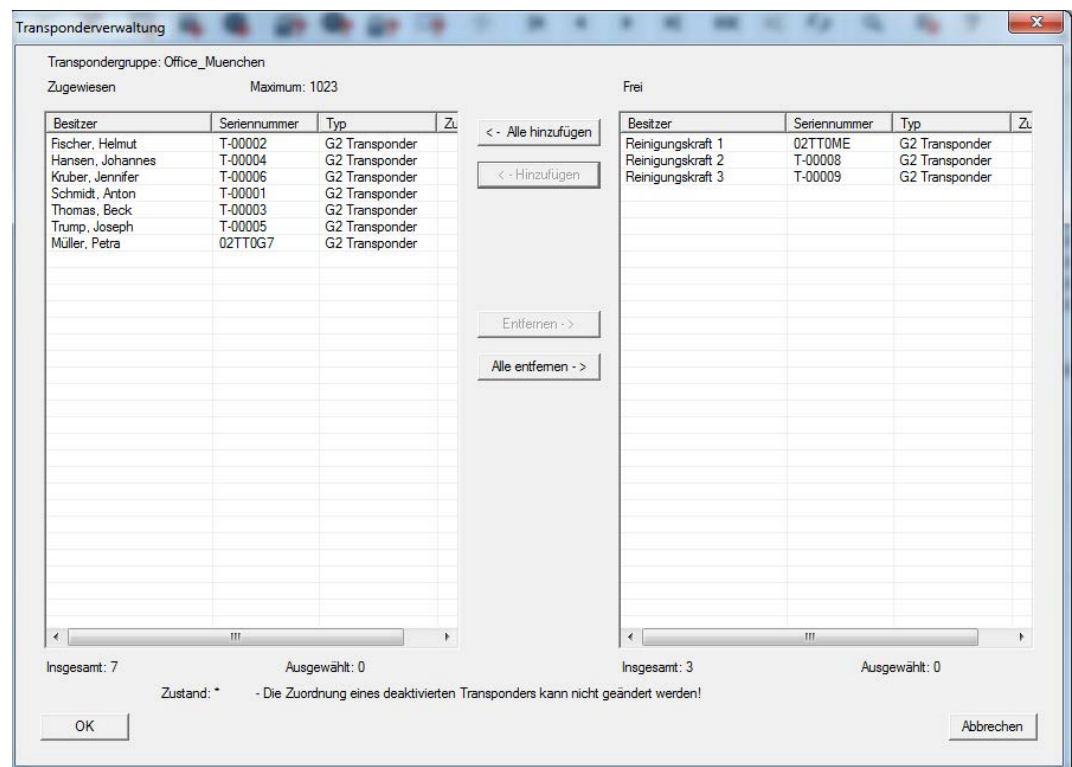 Transponderverwaltung
Transpondergruppe: Office_Muenchen
Zugewiesen Maximum: 1023 Frei
Besitzer Seriennummer Typ Zu
Fischer, Helmut T-00002 G2 Transponder
Hansen, Johannes T-00004 G2 Transponder
Kruber, Jennifer T-00006 G2 Transponder
Schmidt, Anton T-00001 G2 Transponder
Thomas, Beck T-00003 G2 Transponder
Trump, Joseph T-00005 G2 Transponder
Müller, Petra 02TT0G7 G2 Transponder
< - Alle hinzufügen
< - Hinzufügen
Entfernen - >
Alle entfernen - >
Besitzer Seriennummer Typ Zu
Reinigungskraft 1 02TT0ME G2 Transponder
Reinigungskraft 2 T-00008 G2 Transponder
Reinigungskraft 3 T-00009 G2 Transponder
Insgesamt: 7 Ausgewählt: 0
Insgesamt: 3 Ausgewählt: 0
Zustand: * - Die Zuordnung eines deaktivierten Transponders kann nicht geändert werden!
OK Abbrechen